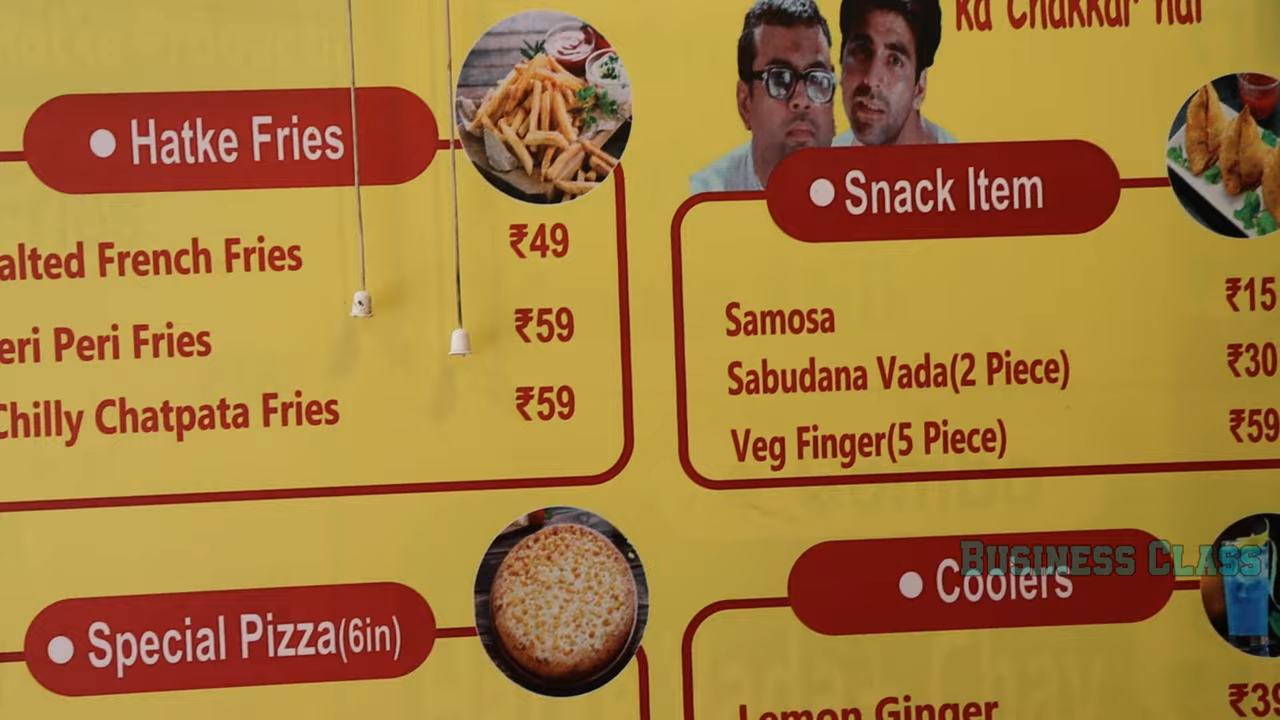 ka Chakkar hai
Hatke Fries
alted French Fries ₹49
eri Peri Fries ₹59
Chilly Chatpata Fries ₹59
Snack Item
Samosa ₹15
Sabudana Vada(2 Piece) ₹30
Veg Finger(5 Piece) ₹59
Special Pizza(6in)
BUSINESS CLASS
Coolers
Lemon Ginger ₹39